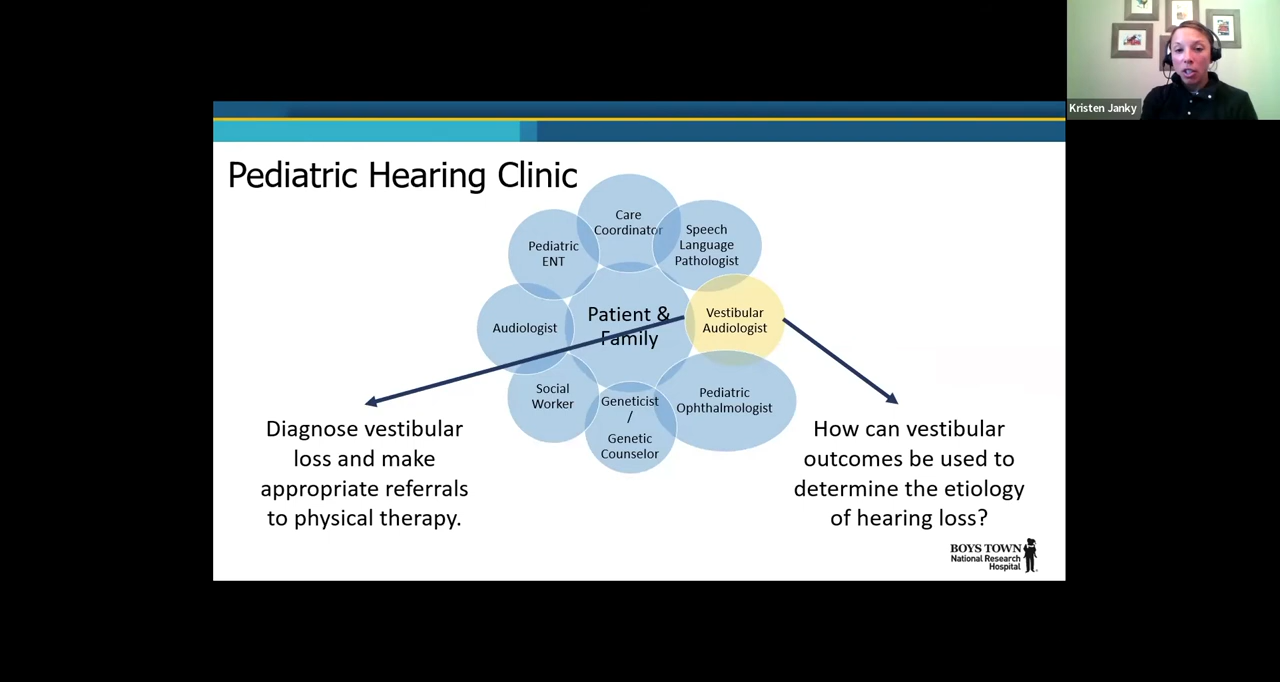 Kristen Janky
Pediatric Hearing Clinic
Care
Coordinator
Speech
Language
Pathologist
Pediatric
ENT
Vestibular
Audiologist
Patient &
Family
Audiologist
Pediatric
Ophthalmologist
Social
Worker
Geneticist
/
Genetic
Counselor
Diagnose vestibular
loss and make
appropriate referrals
to physical therapy.
How can vestibular
outcomes be used to
determine the etiology
of hearing loss?
BOYS TOWN
National Research
Hospital